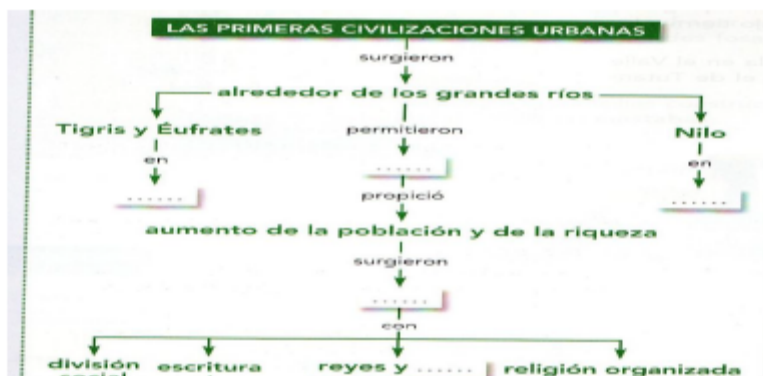 LAS PRIMERAS CIVILIZACIONES URBANAS
surgieron
alrededor de los grandes ríos
Tigris y Éufrates permitieron Nilo
en ...... en
...... propició ......
aumento de la población y de la riqueza
surgieron
......
con
división escritura reyes y ...... religión organizada
social